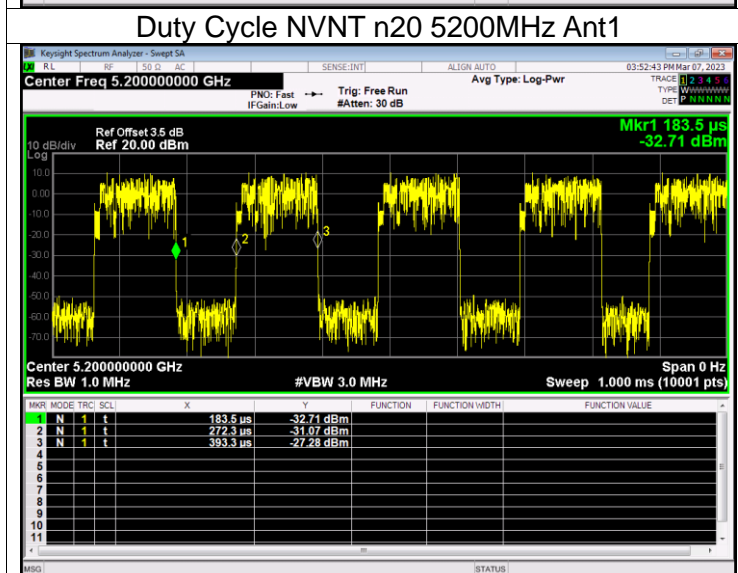 Duty Cycle NVNT n20 5200MHz Ant1
Keysight Spectrum Analyzer - Swept SA
RL RF 50 Ω AC SENSE:INT ALIGN AUTO 03:52:43 PM Mar 07, 2023
Center Freq 5.200000000 GHz Avg Type: Log-Pwr TRACE 1 2 3 4 5 6
PNO: Fast Trig: Free Run TYPE W
IFGain:Low #Atten: 30 dB DET P N N N N N
Mkr1 183.5 µs
Ref Offset 3.5 dB
10 dB/div Ref 20.00 dBm -32.71 dBm
Log
10.0
0.00
-10.0
-20.0
3
1
2
-30.0
-40.0
-50.0
-60.0
-70.0
Center 5.200000000 GHz Span 0 Hz
Res BW 1.0 MHz #VBW 3.0 MHz Sweep 1.000 ms (10001 pts)
MKR MODE TRC SCL X Y FUNCTION FUNCTION WIDTH FUNCTION VALUE
1 N 1 t 183.5 µs -32.71 dBm
2 N 1 t 272.3 µs -31.07 dBm
3 N 1 t 393.3 µs -27.28 dBm
4
5
6
7
8
9
10
11
MSG STATUS